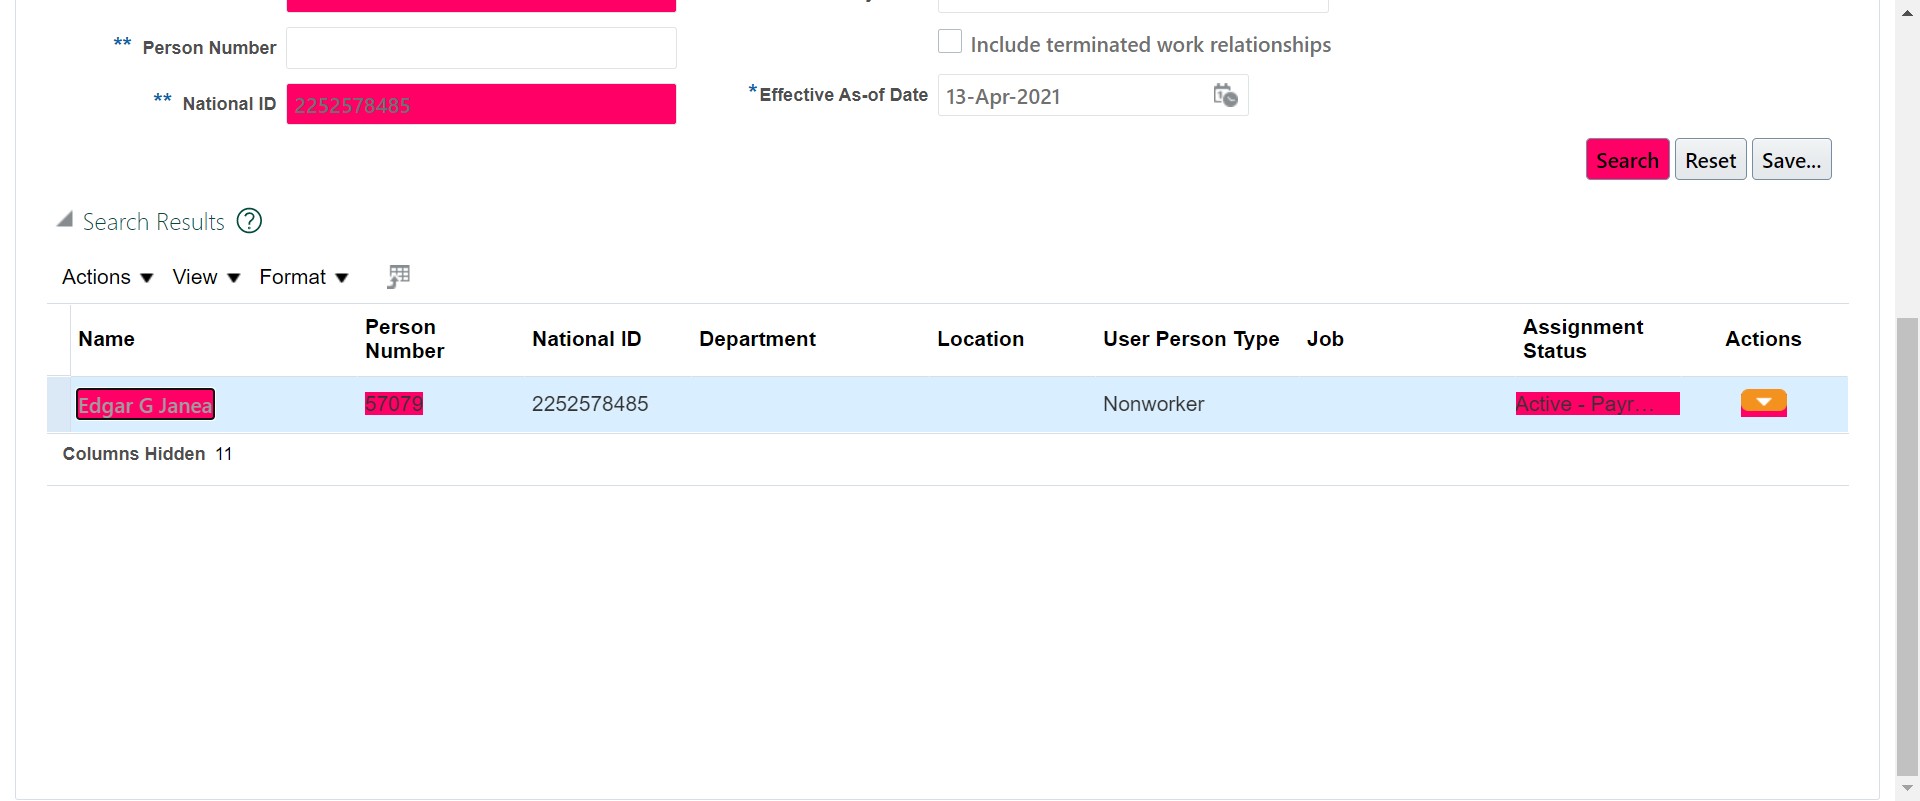 ** Person Number
Include terminated work relationships
** National ID 2252578485
*Effective As-of Date 13-Apr-2021
Search Reset Save...
Search Results ?
Actions View Format
Name Person Number National ID Department Location User Person Type Job Assignment Status Actions
Edgar G Janea 57079 2252578485 Nonworker Active - Payr...
Columns Hidden 11